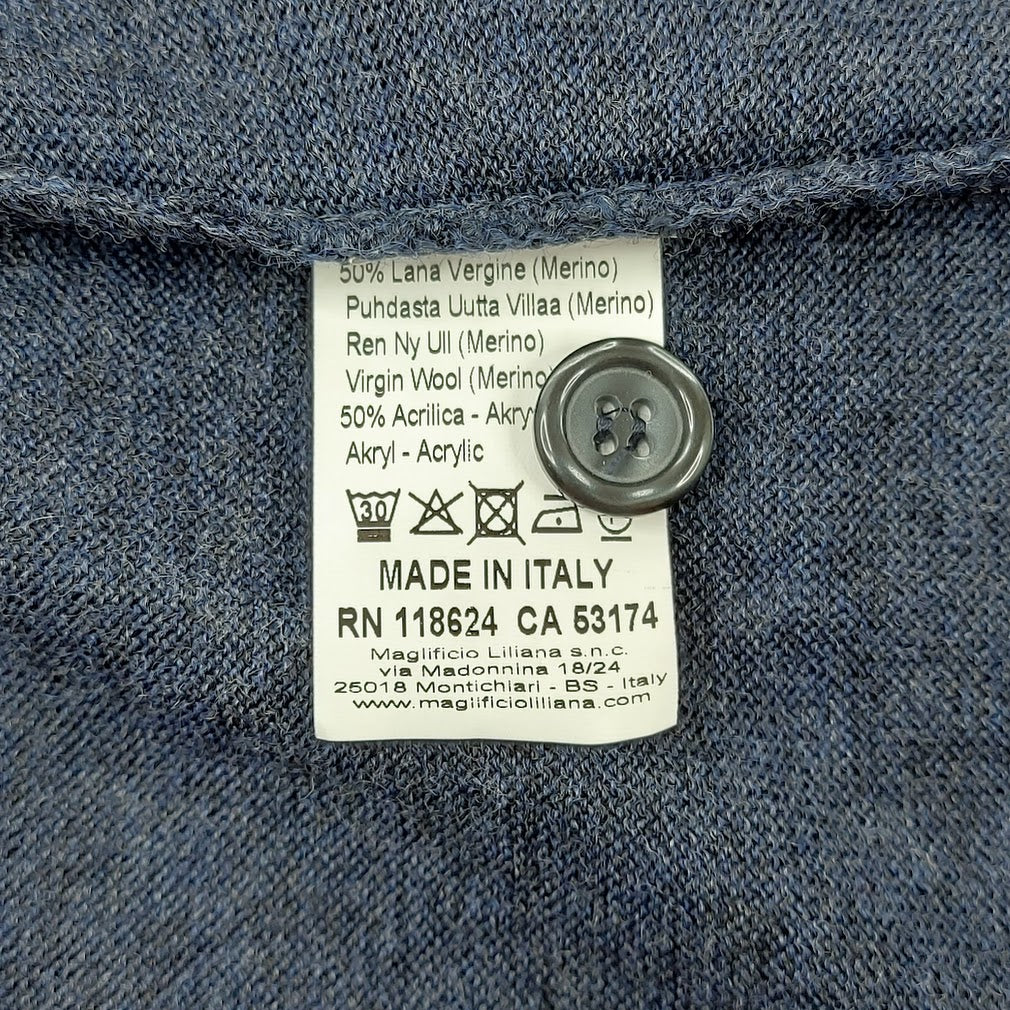 50% Lana Vergine (Merino)
Puhdasta Uutta Villaa (Merino)
Ren Ny Ull (Merino)
Virgin Wool (Merino
50% Acrilica -
Akryl - Acrylic
30
MADE IN ITALY
RN 118624 CA 53174
Maglificio Liliana s.n.c.
via Madonnina 18/24
25018 Montichiari - BS - Italy
www.maglificioliliana.com